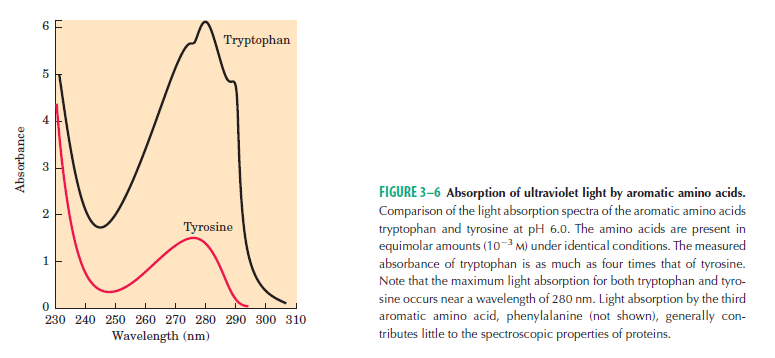 6
Tryptophan
5
4
Absorbance
3
2
Tyrosine
1
0
230 240 250 260 270 280 290 300 310
Wavelength (nm)
FIGURE 3–6 Absorption of ultraviolet light by aromatic amino acids.
Comparison of the light absorption spectra of the aromatic amino acids
tryptophan and tyrosine at pH 6.0. The amino acids are present in
equimolar amounts (10⁻³ M) under identical conditions. The measured
absorbance of tryptophan is as much as four times that of tyrosine.
Note that the maximum light absorption for both tryptophan and tyro-
sine occurs near a wavelength of 280 nm. Light absorption by the third
aromatic amino acid, phenylalanine (not shown), generally con-
tributes little to the spectroscopic properties of proteins.